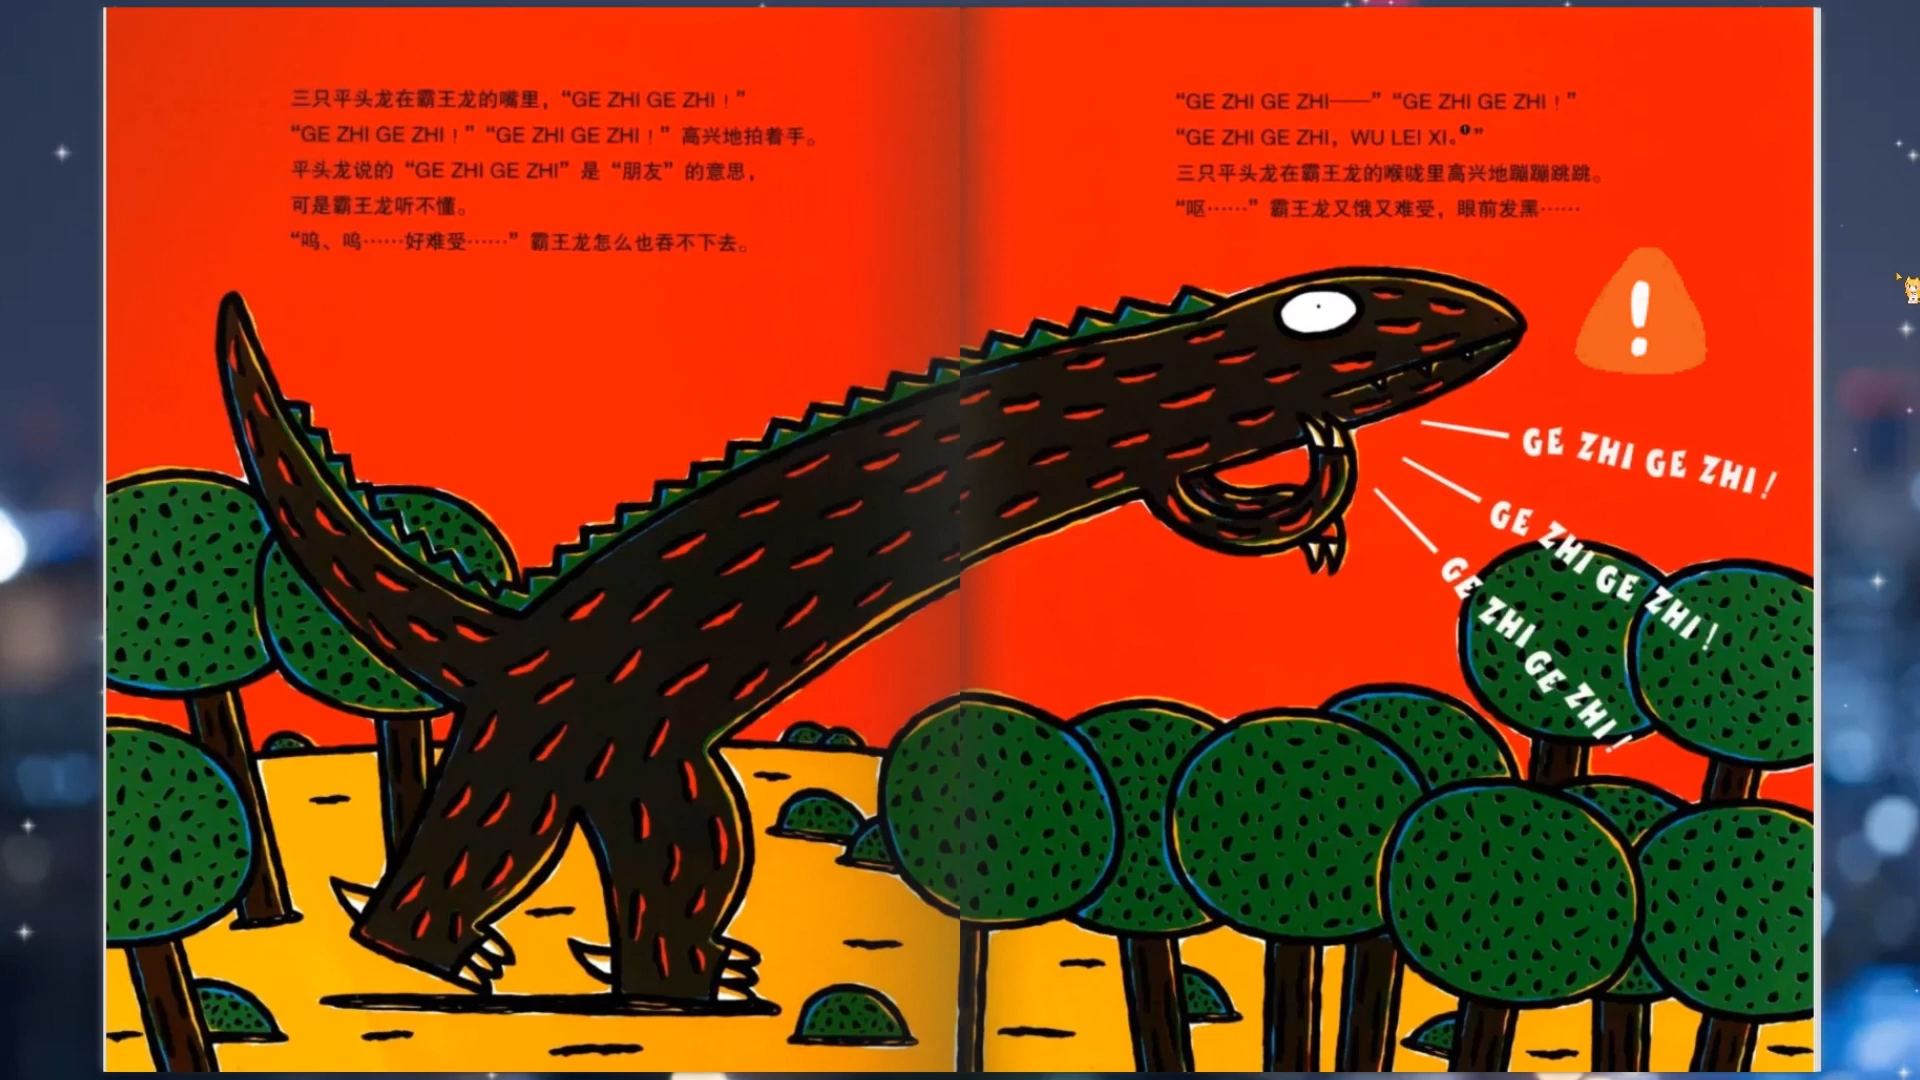 三只平头龙在霸王龙的嘴里，“GE ZHI GE ZHI！”
“GE ZHI GE ZHI！”“GE ZHI GE ZHI！”高兴地拍着手。
平头龙说的“GE ZHI GE ZHI”是“朋友”的意思，
可是霸王龙听不懂。
“呜、呜……好难受……”霸王龙怎么也吞不下去。
“GE ZHI GE ZHI——”“GE ZHI GE ZHI！”
“GE ZHI GE ZHI，WU LEI XI。❶”
三只平头龙在霸王龙的喉咙里高兴地蹦蹦跳跳。
“呕……”霸王龙又饿又难受，眼前发黑……
!
GE ZHI GE ZHI!
GE ZHI GE ZHI!
GE ZHI GE ZHI!